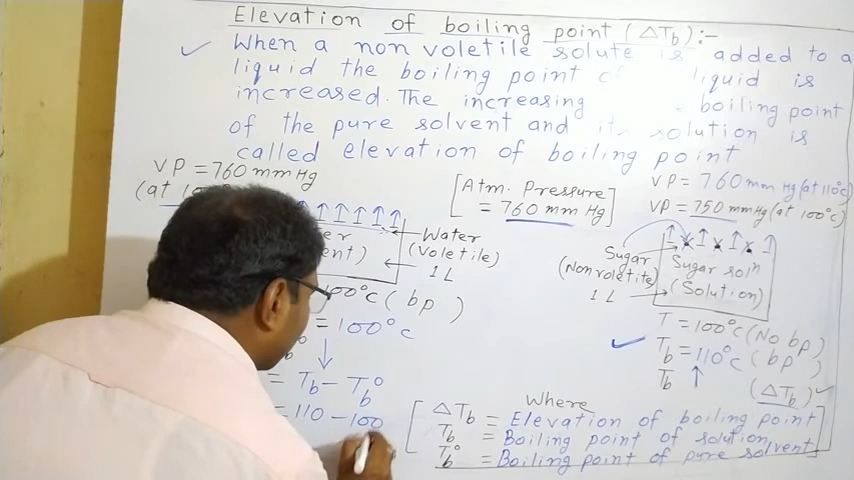 Elevation of boiling point (ΔTb) :-
✓ When a non voletile solute is added to a
liquid the boiling point liquid is
increased. The increasing boiling point
of the pure solvent and its solution is
called elevation of boiling point
VP = 760 mm Hg
(at
[Atm. Pressure
= 760 mm Hg]
VP = 760 mm Hg (at 110°C)
VP = 750 mm Hg (at 100°C)
Water
(Voletile)
1 L
100°C (bp)
= 100°C
= Tb - Tb°
= 110 - 100
Sugar
(Nonvoletile)
1 L
Sugar solⁿ
(Solution)
T = 100°C (No bp)
✓ Tb = 110°C (bp)
Tb ↑
(ΔTb) ✓
Where
ΔTb = Elevation of boiling point
Tb = Boiling point of solution
Tb° = Boiling point of pure solvent